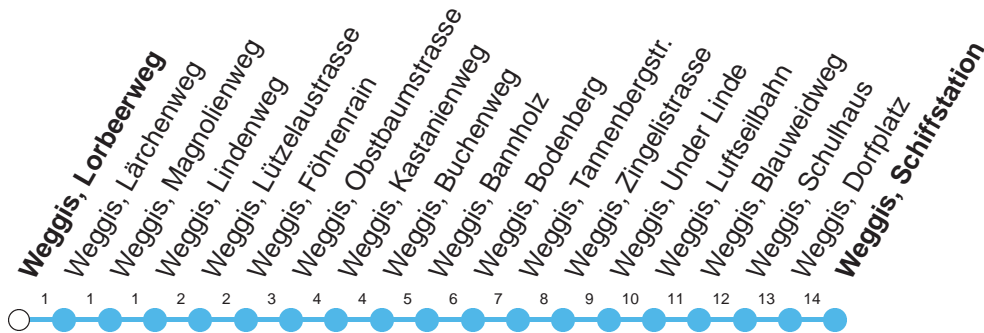 Weggis, Lorbeerweg
Weggis, Lärchenweg
Weggis, Magnolienweg
Weggis, Lindenweg
Weggis, Lützelaustrasse
Weggis, Föhrenrain
Weggis, Obstbaumstrasse
Weggis, Kastanienweg
Weggis, Buchenweg
Weggis, Bannholz
Weggis, Bodenberg
Weggis, Tannenbergstr.
Weggis, Zingelistrasse
Weggis, Under Linde
Weggis, Luftseilbahn
Weggis, Blauweidweg
Weggis, Schulhaus
Weggis, Dorfplatz
Weggis, Schiffstation
1 1 1 2 2 3 4 4 5 6 7 8 9 10 11 12 13 14